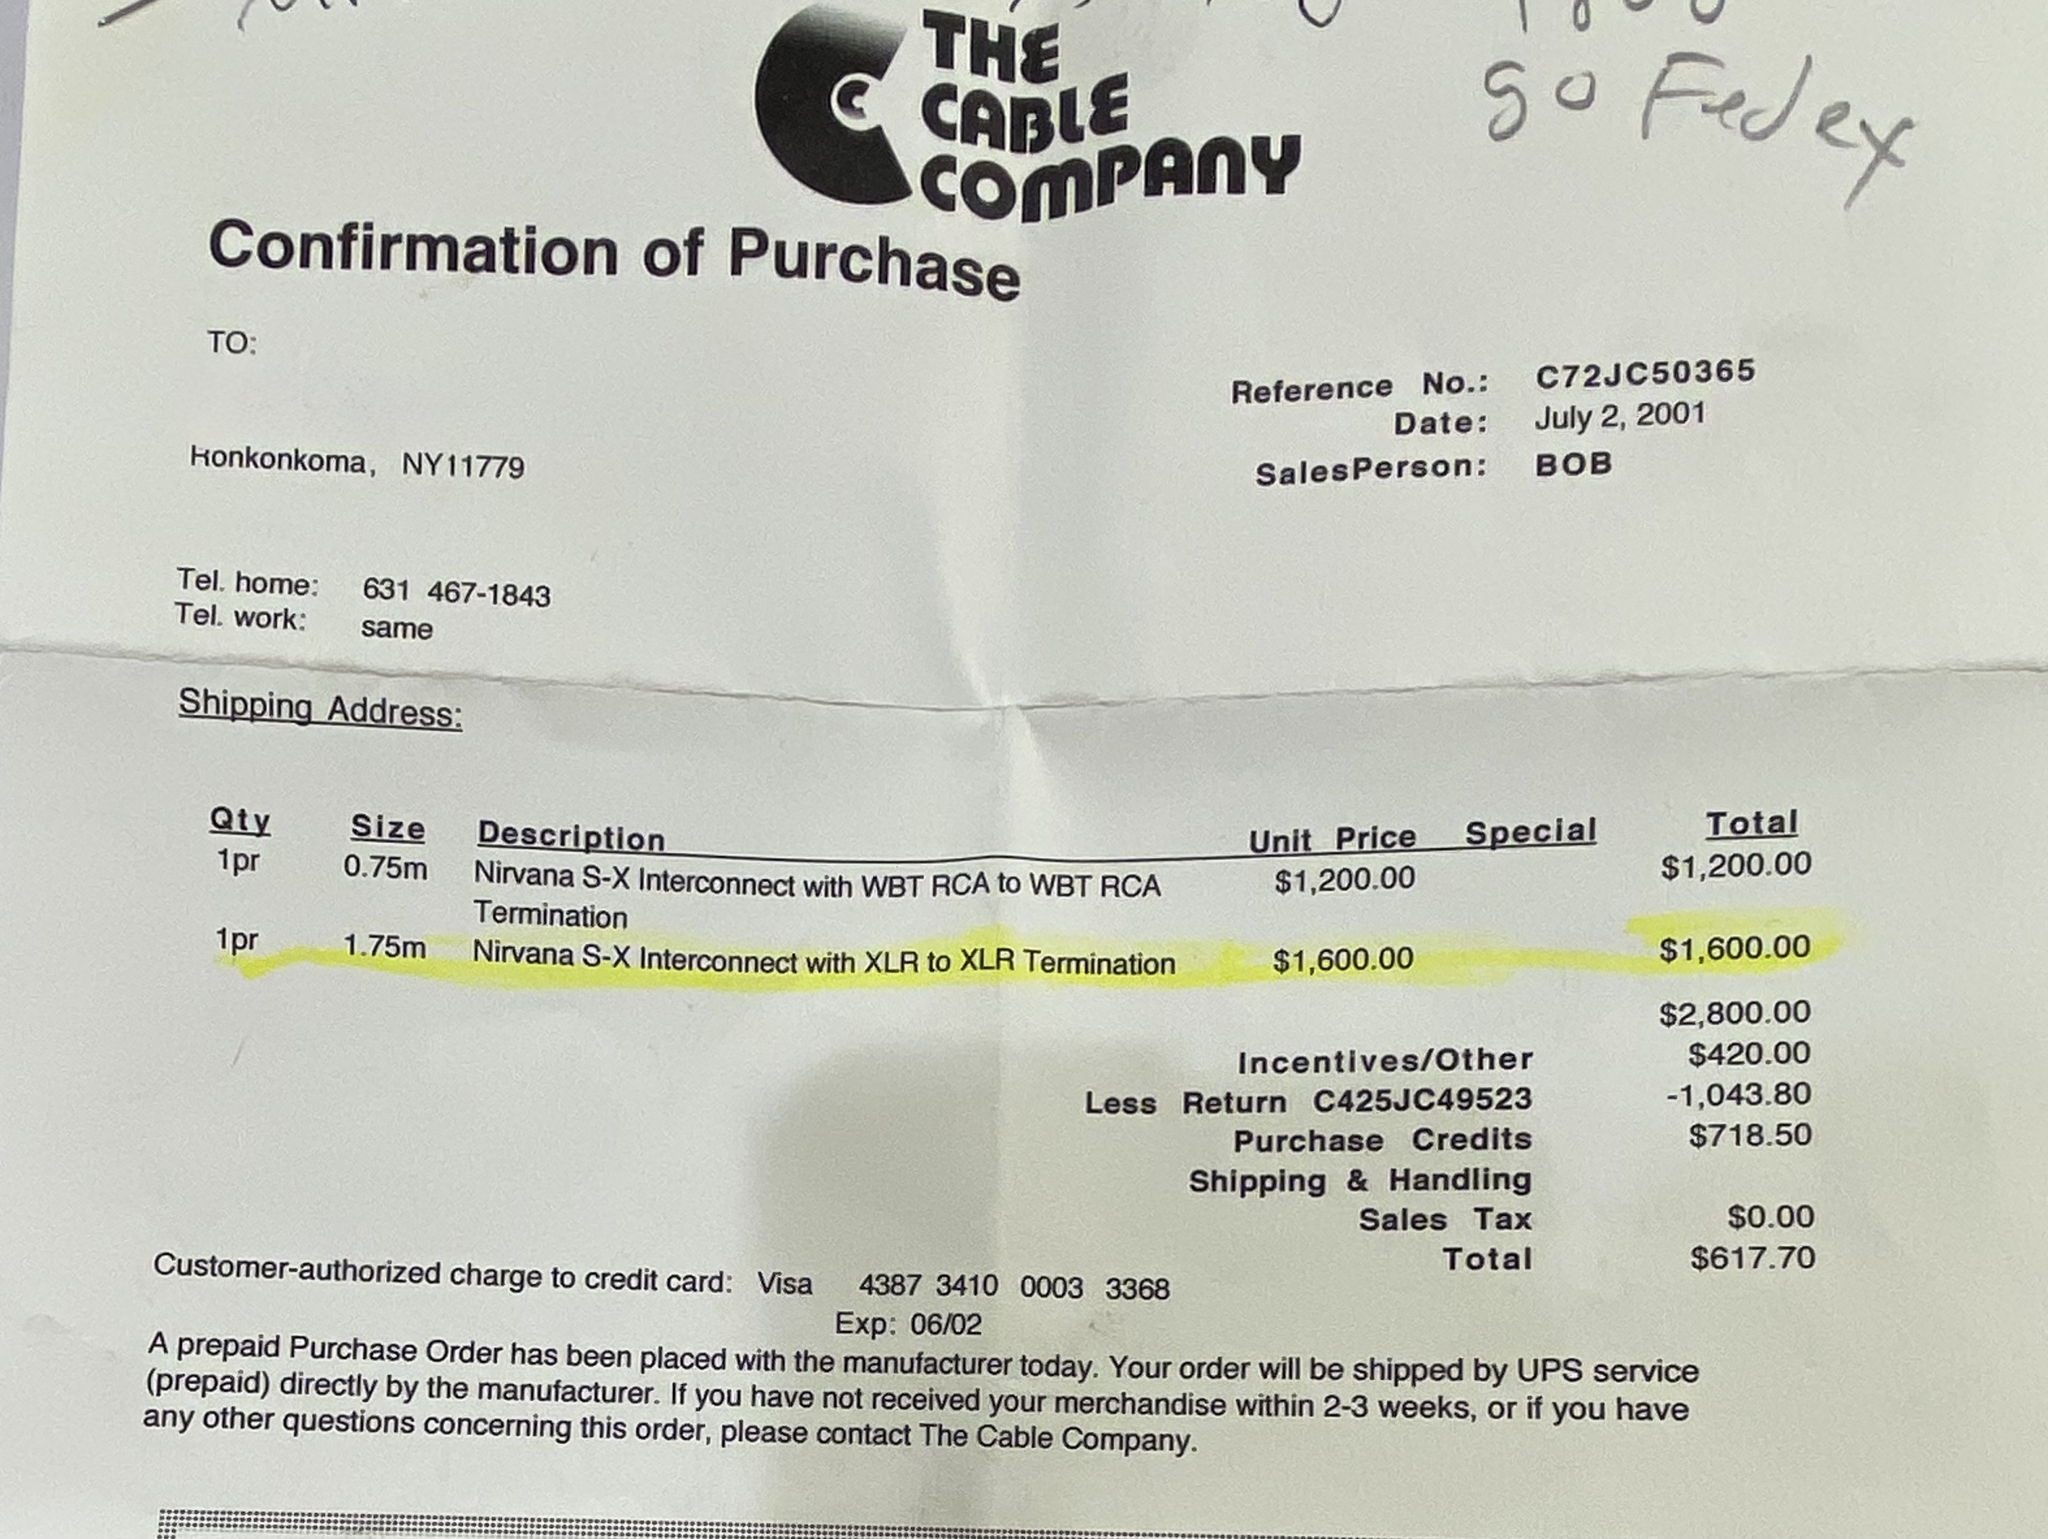 go Fedex
THE
CABLE
COMPANY
C
Confirmation of Purchase
TO:
Ronkonkoma, NY11779
Reference No.: C72JC50365
Date: July 2, 2001
SalesPerson: BOB
Tel. home: 631 467-1843
Tel. work: same
Shipping Address:
Qty Size Description Unit Price Special Total
1pr 0.75m Nirvana S-X Interconnect with WBT RCA to WBT RCA $1,200.00 $1,200.00
Termination
1pr 1.75m Nirvana S-X Interconnect with XLR to XLR Termination $1,600.00 $1,600.00
$2,800.00
Incentives/Other $420.00
Less Return C425JC49523 -1,043.80
Purchase Credits $718.50
Shipping & Handling
Sales Tax $0.00
Total $617.70
Customer-authorized charge to credit card: Visa 4387 3410 0003 3368
Exp: 06/02
A prepaid Purchase Order has been placed with the manufacturer today. Your order will be shipped by UPS service
(prepaid) directly by the manufacturer. If you have not received your merchandise within 2-3 weeks, or if you have
any other questions concerning this order, please contact The Cable Company.